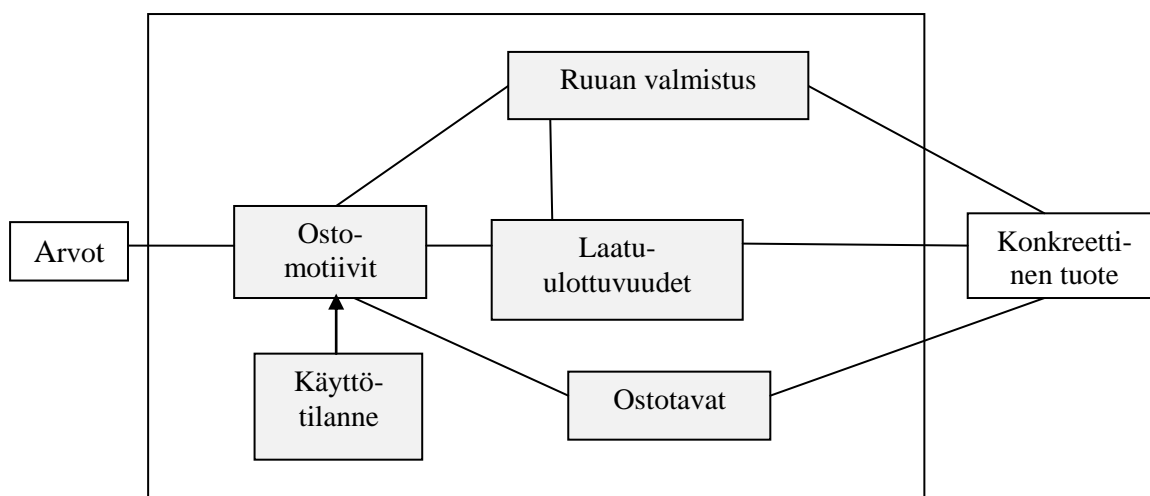 Ruuan valmistus
Arvot
Osto-
motiivit
Laatu-
ulottuvuudet
Konkreetti-
nen tuote
Käyttö-
tilanne
Ostotavat